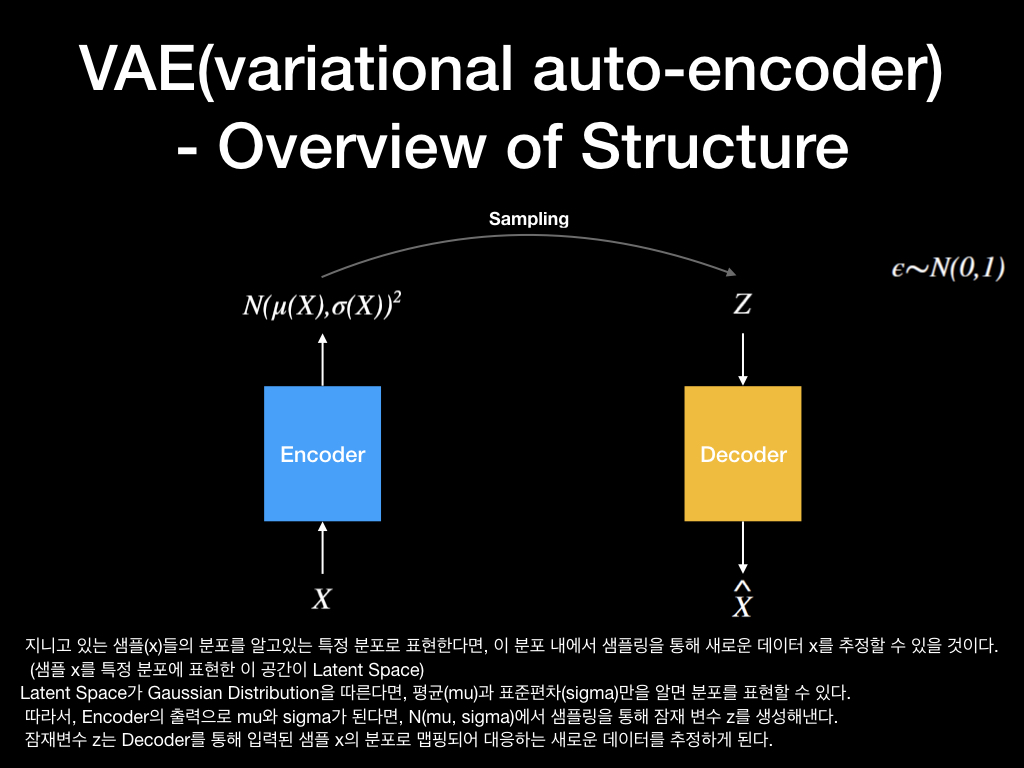 VAE(variational auto-encoder)
- Overview of Structure
Sampling
ϵ∼N(0,1)
N(μ(X),σ(X))²
Z
Encoder
Decoder
X
X̂
지니고 있는 샘플(x)들의 분포를 알고있는 특정 분포로 표현한다면, 이 분포 내에서 샘플링을 통해 새로운 데이터 x를 추정할 수 있을 것이다.
(샘플 x를 특정 분포에 표현한 이 공간이 Latent Space)
Latent Space가 Gaussian Distribution을 따른다면, 평균(mu)과 표준편차(sigma)만을 알면 분포를 표현할 수 있다.
따라서, Encoder의 출력으로 mu와 sigma가 된다면, N(mu, sigma)에서 샘플링을 통해 잠재 변수 z를 생성해낸다.
잠재변수 z는 Decoder를 통해 입력된 샘플 x의 분포로 맵핑되어 대응하는 새로운 데이터를 추정하게 된다.